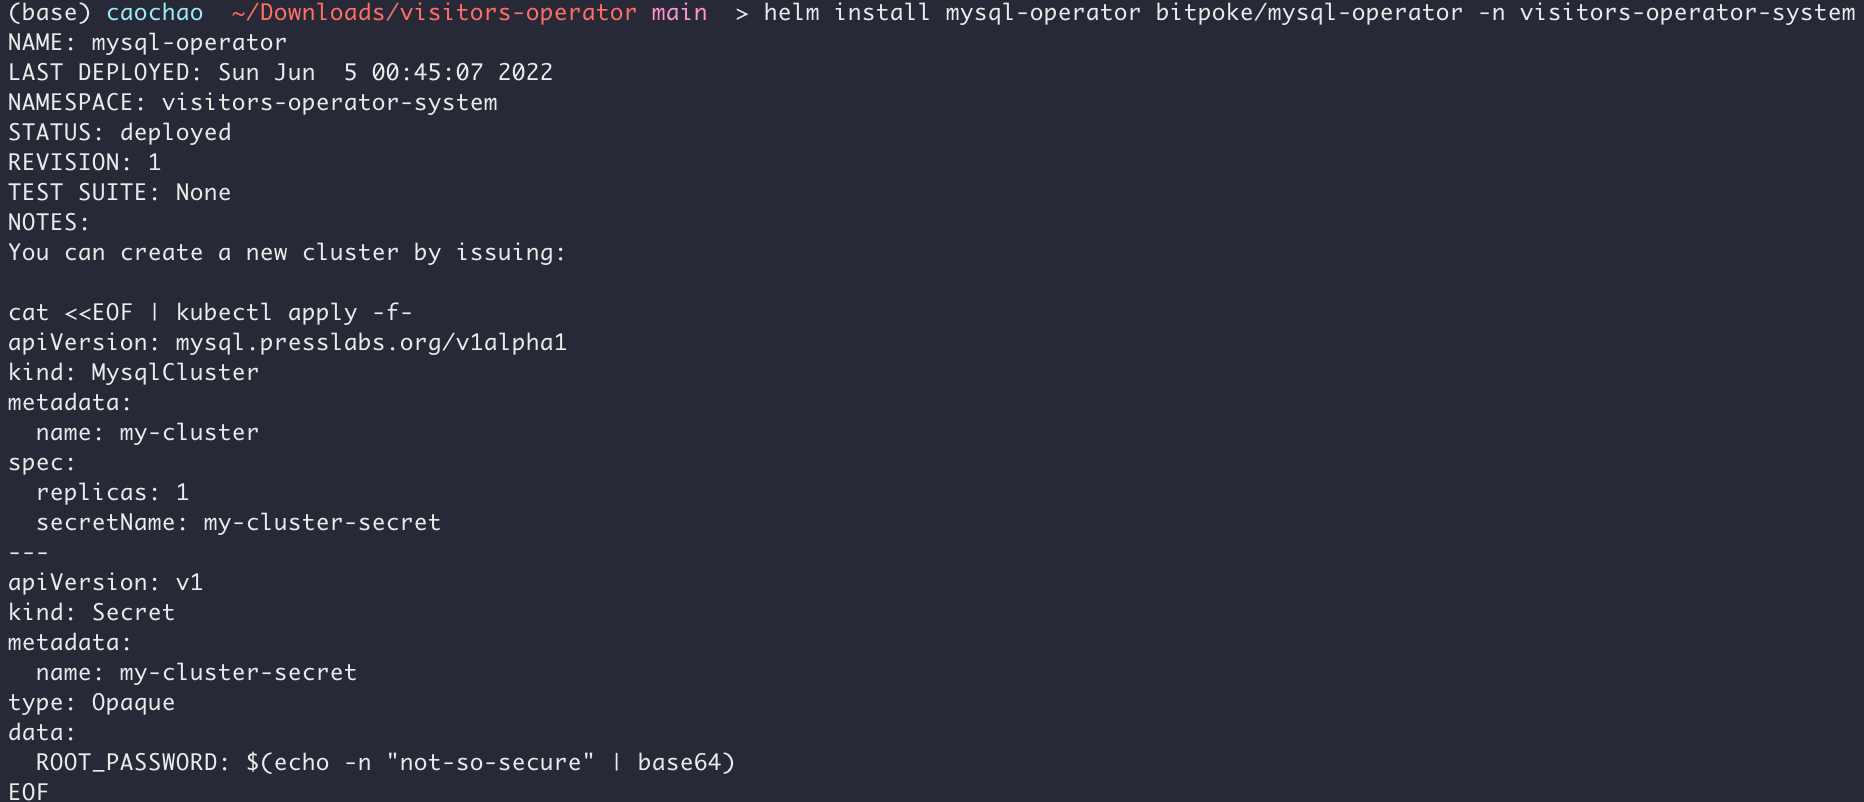 (base) caochao  ~/Downloads/visitors-operator main  > helm install mysql-operator bitpoke/mysql-operator -n visitors-operator-system
NAME: mysql-operator
LAST DEPLOYED: Sun Jun  5 00:45:07 2022
NAMESPACE: visitors-operator-system
STATUS: deployed
REVISION: 1
TEST SUITE: None
NOTES:
You can create a new cluster by issuing:

cat <<EOF | kubectl apply -f-
apiVersion: mysql.presslabs.org/v1alpha1
kind: MysqlCluster
metadata:
  name: my-cluster
spec:
  replicas: 1
  secretName: my-cluster-secret
---
apiVersion: v1
kind: Secret
metadata:
  name: my-cluster-secret
type: Opaque
data:
  ROOT_PASSWORD: $(echo -n "not-so-secure" | base64)
EOF